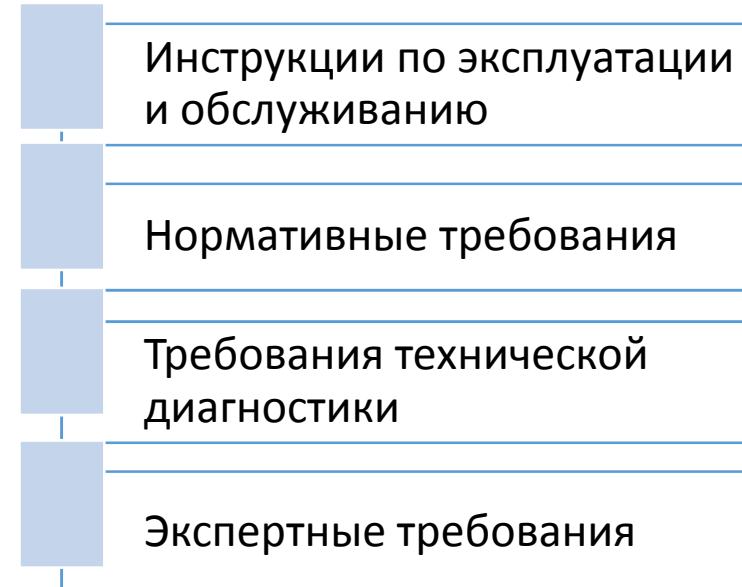 Инструкции по эксплуатации
и обслуживанию
Нормативные требования
Требования технической
диагностики
Экспертные требования